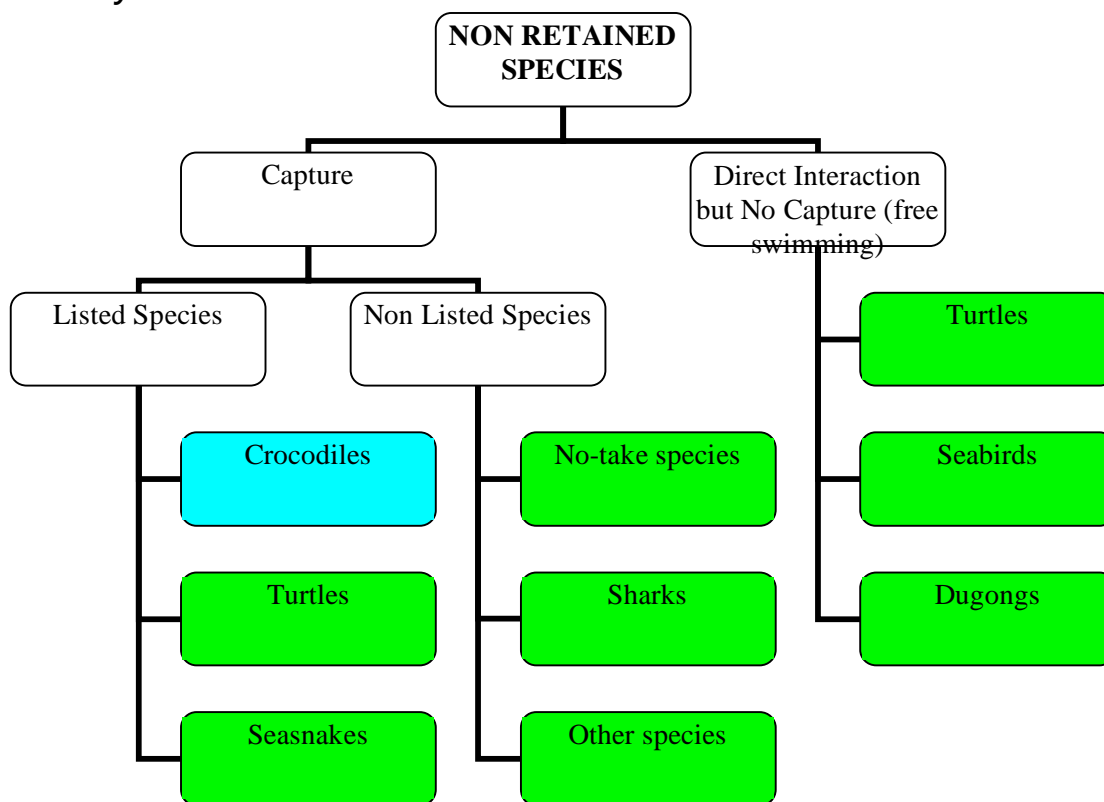 NON RETAINED
SPECIES
Capture
Direct Interaction
but No Capture (free
swimming)
Listed Species
Non Listed Species
Turtles
Crocodiles
No-take species
Seabirds
Turtles
Sharks
Dugongs
Seasnakes
Other species